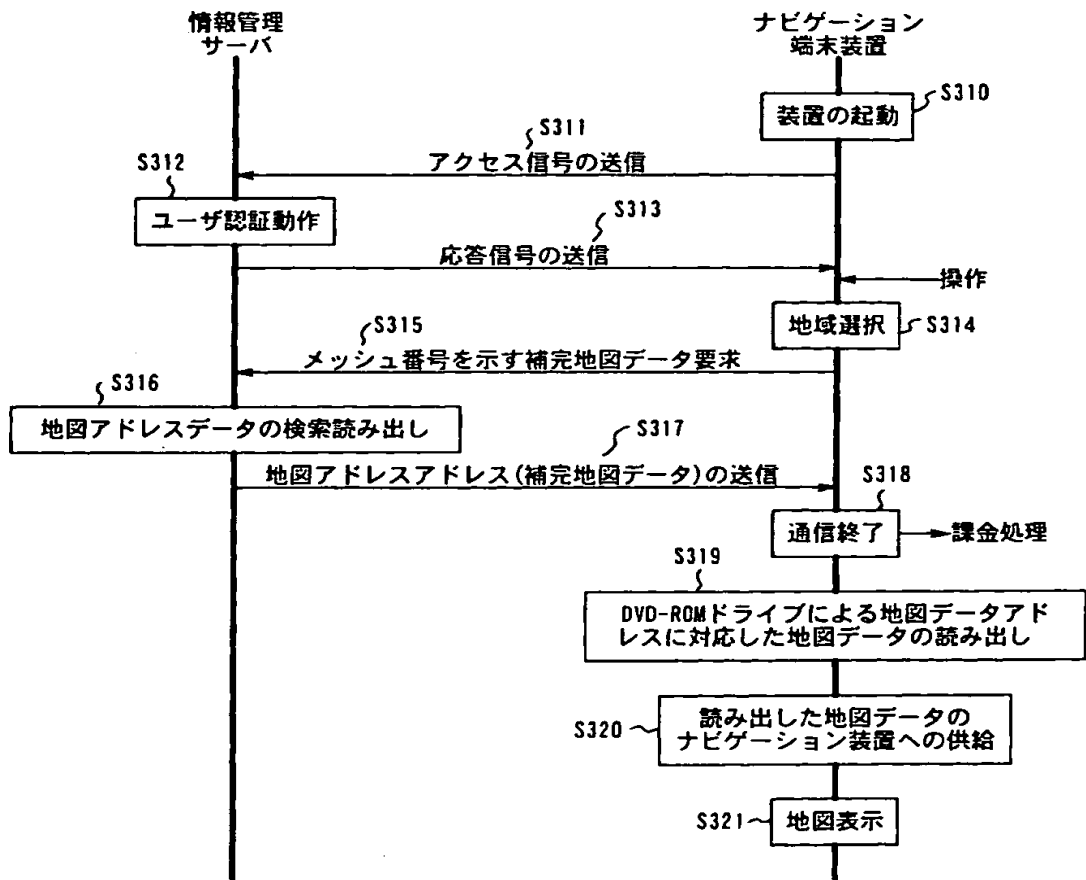 情報管理
サーバ
ナビゲーション
端末装置
S310
装置の起動
S311
アクセス信号の送信
S312
ユーザ認証動作
S313
応答信号の送信
操作
地域選択
S314
S315
メッシュ番号を示す補完地図データ要求
S316
地図アドレスデータの検索読み出し
S317
地図アドレスアドレス(補完地図データ)の送信
S318
通信終了
課金処理
S319
DVD-ROMドライブによる地図データアド
レスに対応した地図データの読み出し
S320
読み出した地図データの
ナビゲーション装置への供給
S321
地図表示